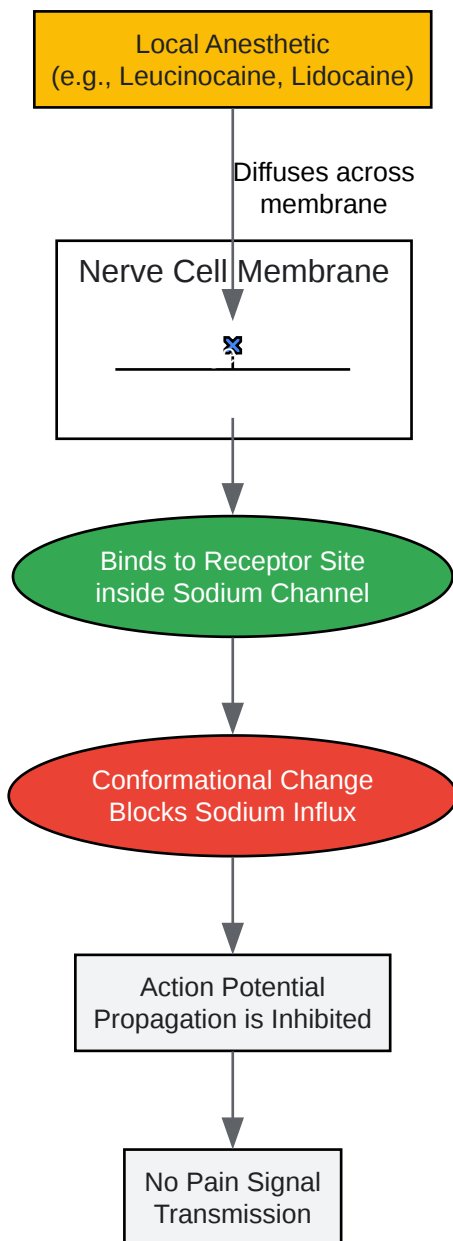 Local Anesthetic
(e.g., Leucinocaine, Lidocaine)
Diffuses across
membrane
Nerve Cell Membrane
Binds to Receptor Site
inside Sodium Channel
Conformational Change
Blocks Sodium Influx
Action Potential
Propagation is Inhibited
No Pain Signal
Transmission